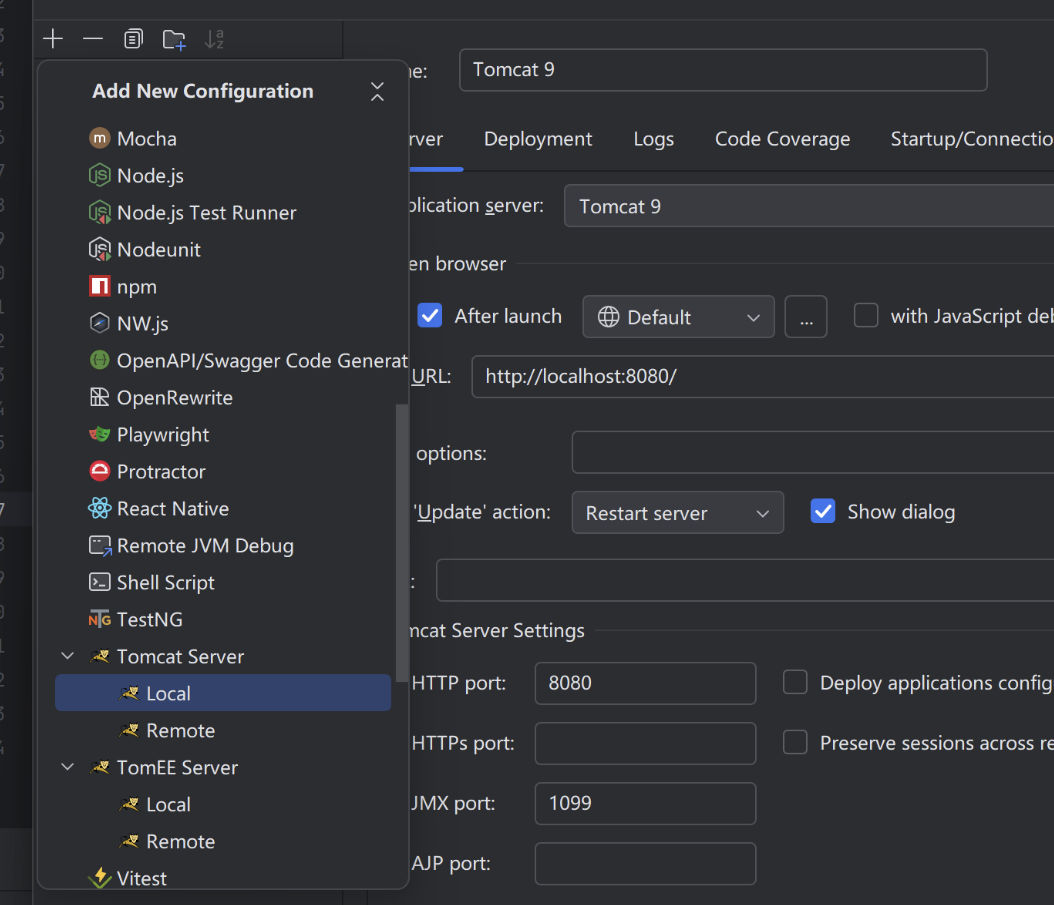 Add New Configuration
Mocha
Node.js
Node.js Test Runner
Nodeunit
npm
NW.js
OpenAPI/Swagger Code Generat
OpenRewrite
Playwright
Protractor
React Native
Remote JVM Debug
Shell Script
TestNG
Tomcat Server
Local
Remote
TomEE Server
Local
Remote
Vitest
ne: Tomcat 9
rver Deployment Logs Code Coverage Startup/Connectio
plication server: Tomcat 9
en browser
After launch Default ... with JavaScript deb
URL: http://localhost:8080/
options:
'Update' action: Restart server Show dialog
:
mcat Server Settings
HTTP port: 8080 Deploy applications config
HTTPs port: Preserve sessions across re
JMX port: 1099
AJP port: